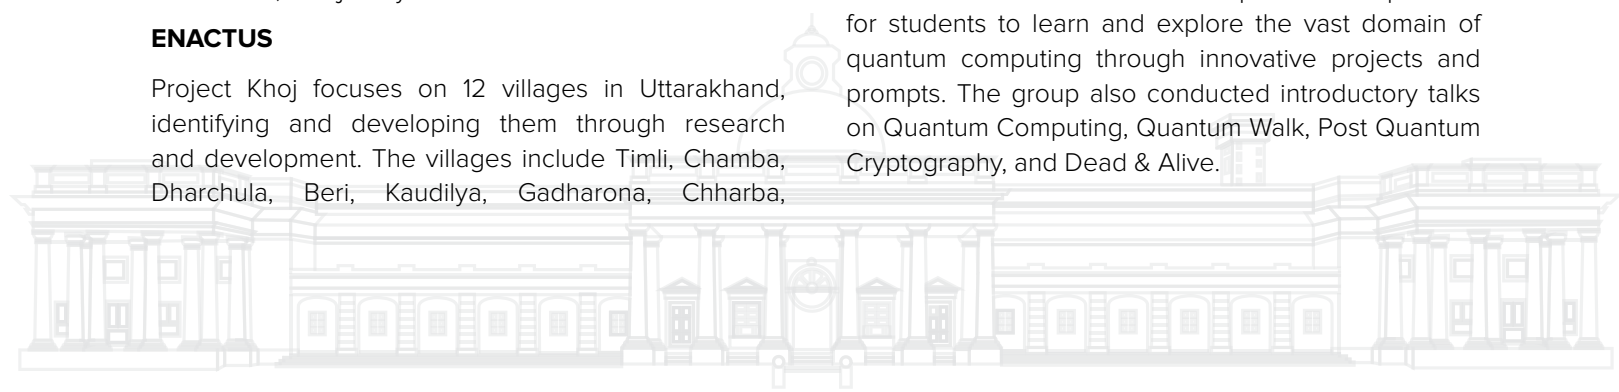 ENACTUS
Project Khoj focuses on 12 villages in Uttarakhand,
identifying and developing them through research
and development. The villages include Timli, Chamba,
Dharchula, Beri, Kaudilya, Gadharona, Chharba,
for students to learn and explore the vast domain of
quantum computing through innovative projects and
prompts. The group also conducted introductory talks
on Quantum Computing, Quantum Walk, Post Quantum
Cryptography, and Dead & Alive.